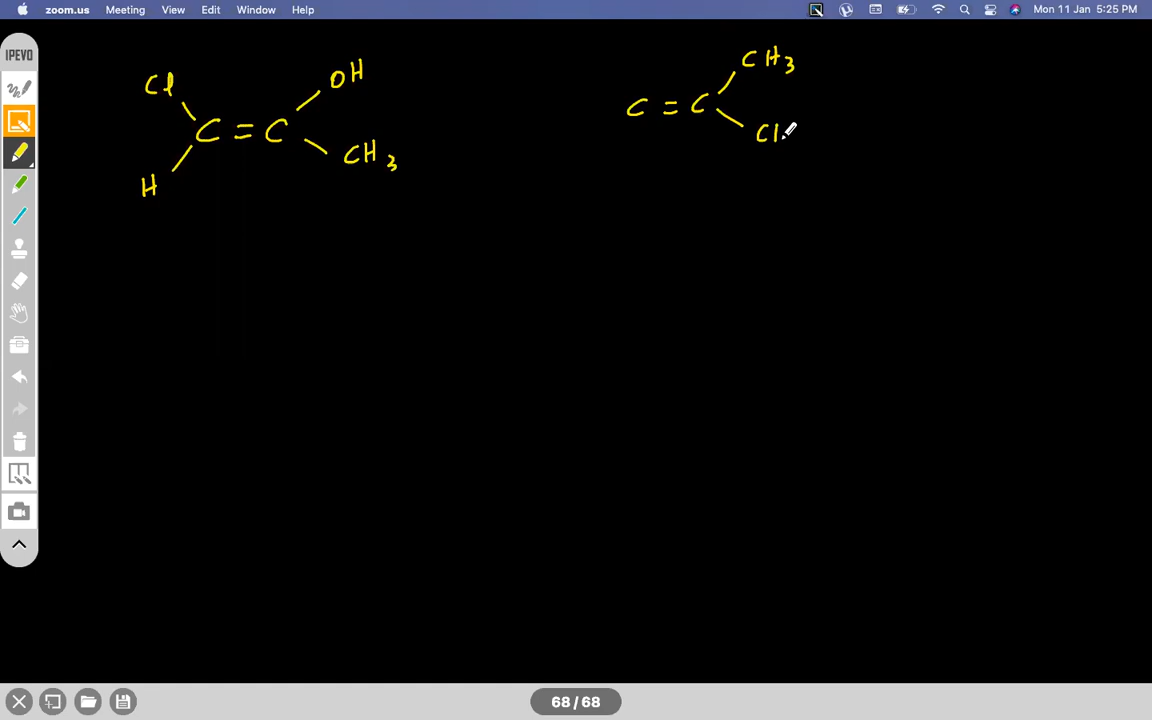 zoom.us Meeting View Edit Window Help Mon 11 Jan 5:25 PM
IPEVO
Cl OH
C = C
H CH3
CH3
C = C
68 / 68